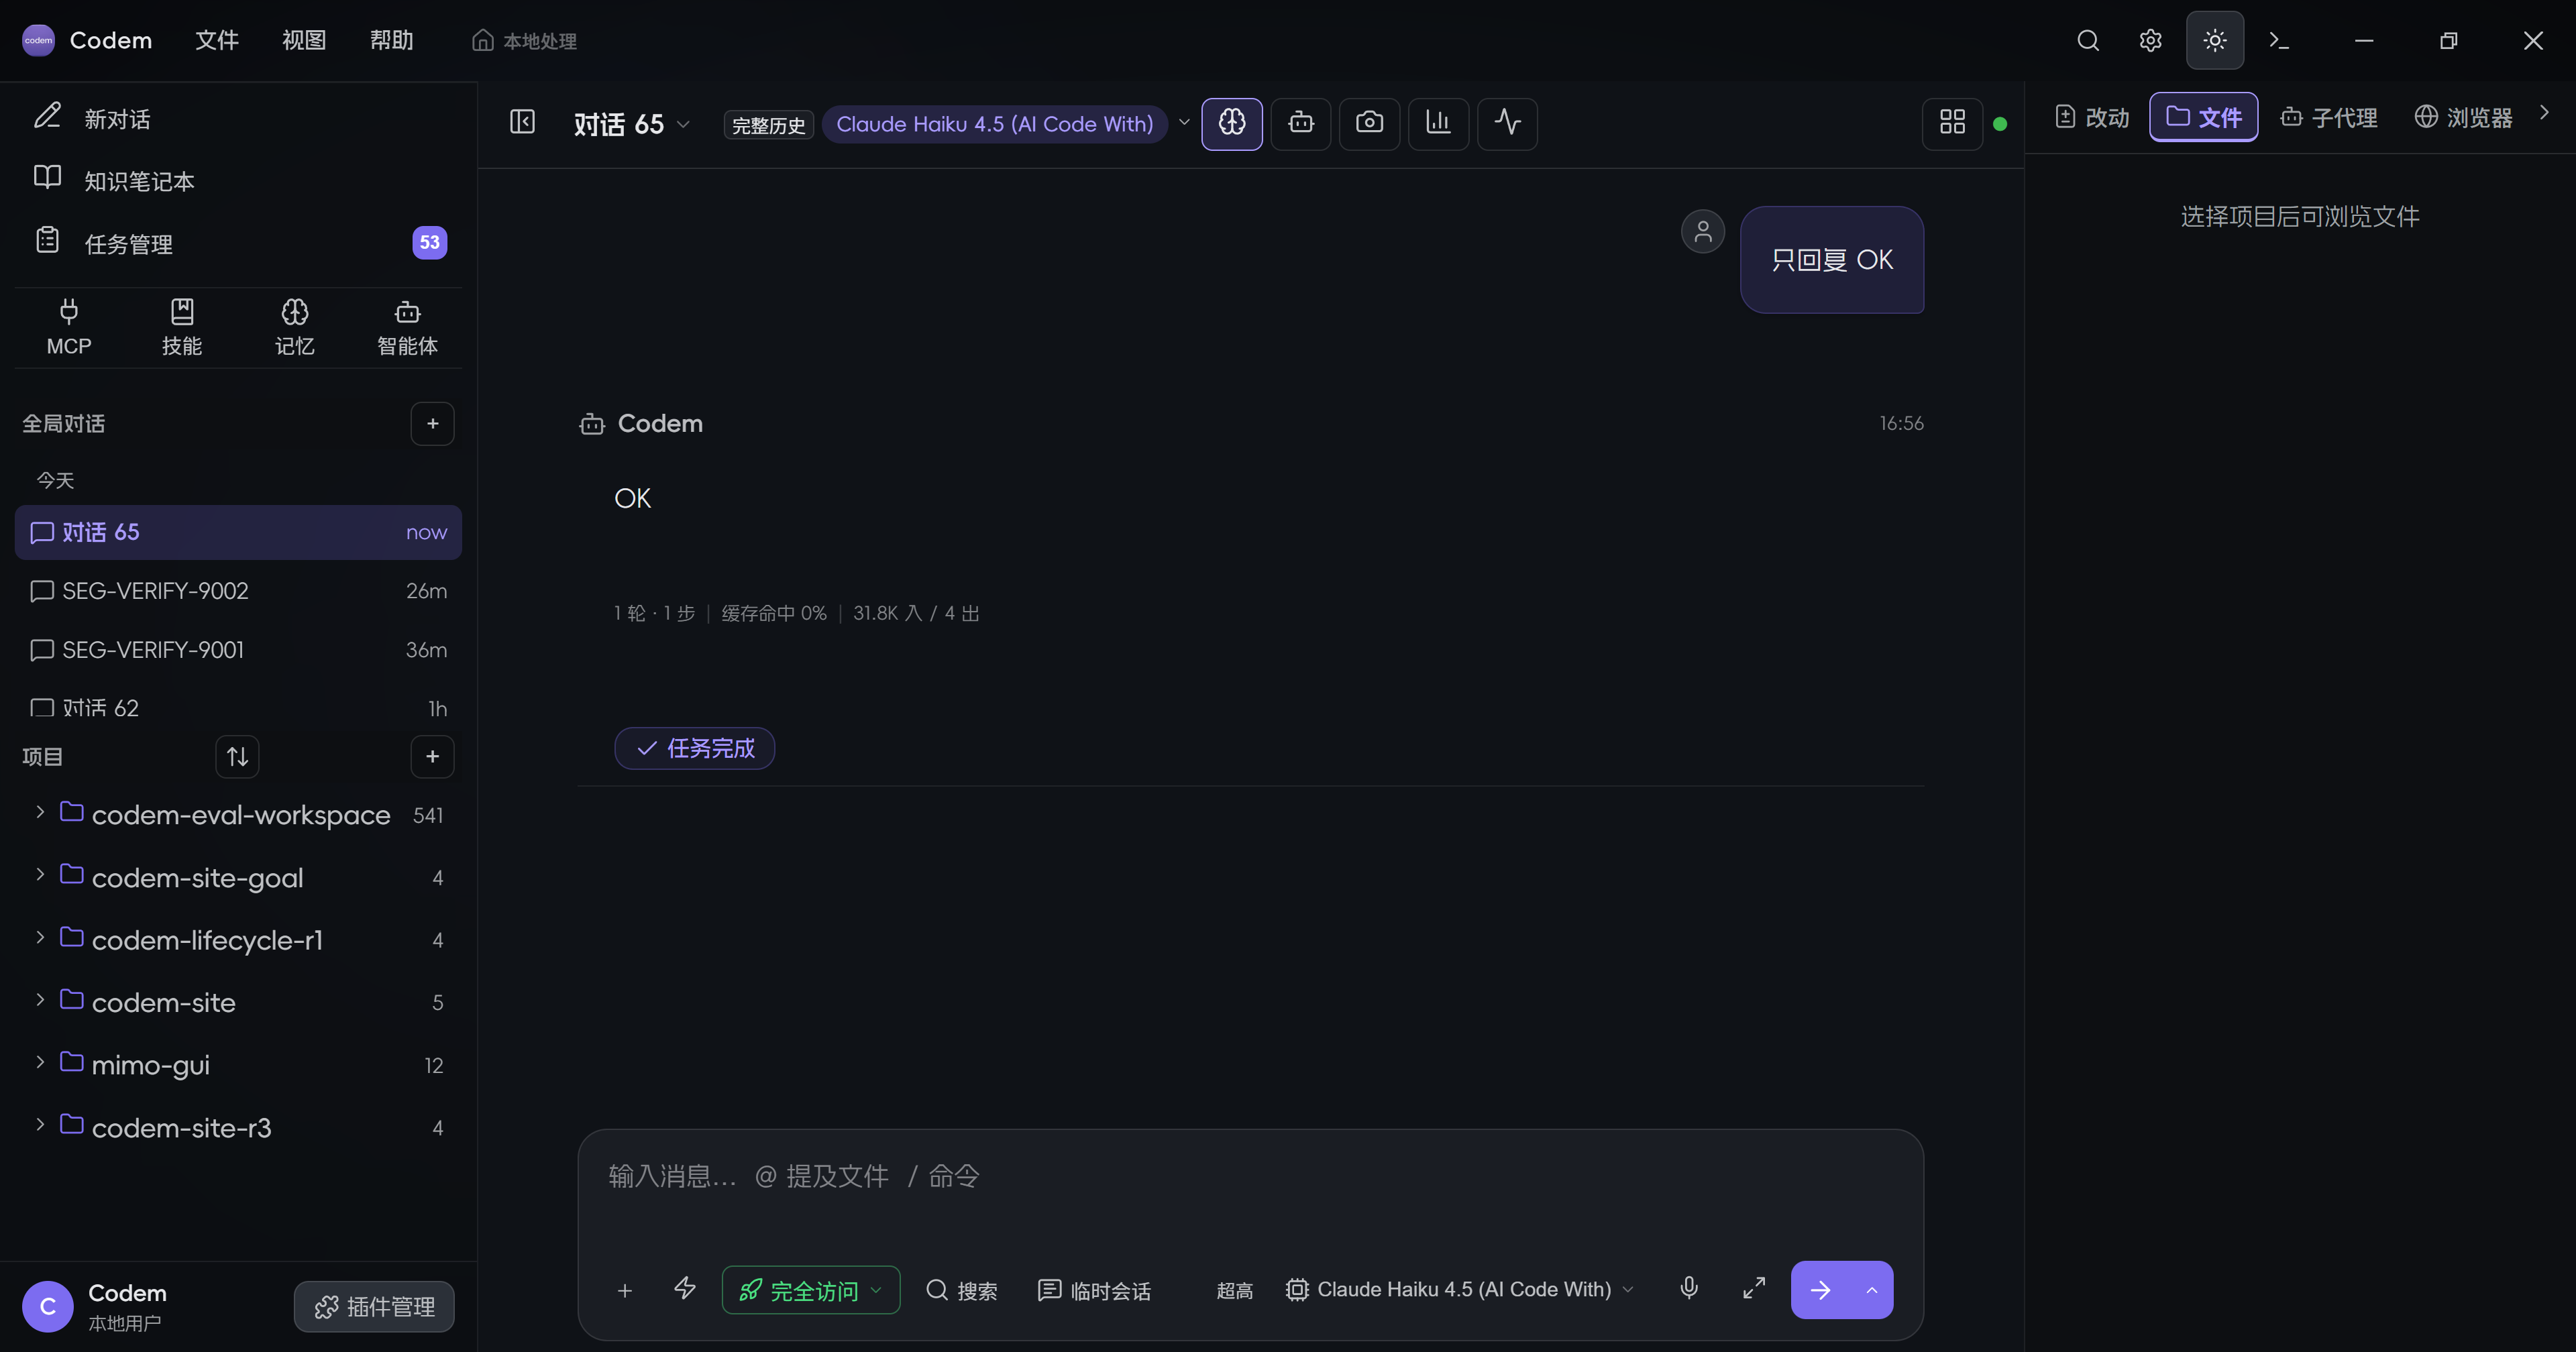 codem Codem 文件 视图 帮助 本地处理
新对话
知识笔记本
任务管理 53
MCP 技能 记忆 智能体
全局对话 +
今天
对话 65 now
SEG-VERIFY-9002 26m
SEG-VERIFY-9001 36m
对话 62 1h
项目 +
codem-eval-workspace 541
codem-site-goal 4
codem-lifecycle-r1 4
codem-site 5
mimo-gui 12
codem-site-r3 4
C Codem
本地用户
插件管理
对话 65 完整历史 Claude Haiku 4.5 (AI Code With)
只回复 OK
Codem 16:56
OK
1 轮 · 1 步 | 缓存命中 0% | 31.8K 入 / 4 出
任务完成
输入消息... @ 提及文件 / 命令
+ 完全访问 搜索 临时会话 超高 Claude Haiku 4.5 (AI Code With)
改动 文件 子代理 浏览器
选择项目后可浏览文件